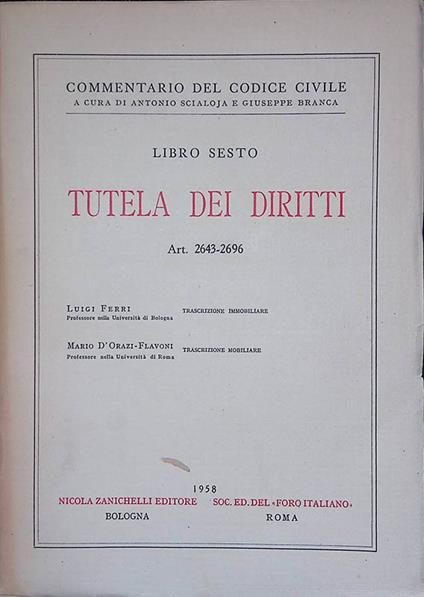 COMMENTARIO DEL CODICE CIVILE
A CURA DI ANTONIO SCIALOJA E GIUSEPPE BRANCA
LIBRO SESTO
TUTELA DEI DIRITTI
Art. 2643-2696
LUIGI FERRI TRASCRIZIONE IMMOBILIARE
Professore nella Università di Bologna
MARIO D'ORAZI-FLAVONI TRASCRIZIONE MOBILIARE
Professore nella Università di Roma
1958
NICOLA ZANICHELLI EDITORE SOC. ED. DEL «FORO ITALIANO»
BOLOGNA ROMA